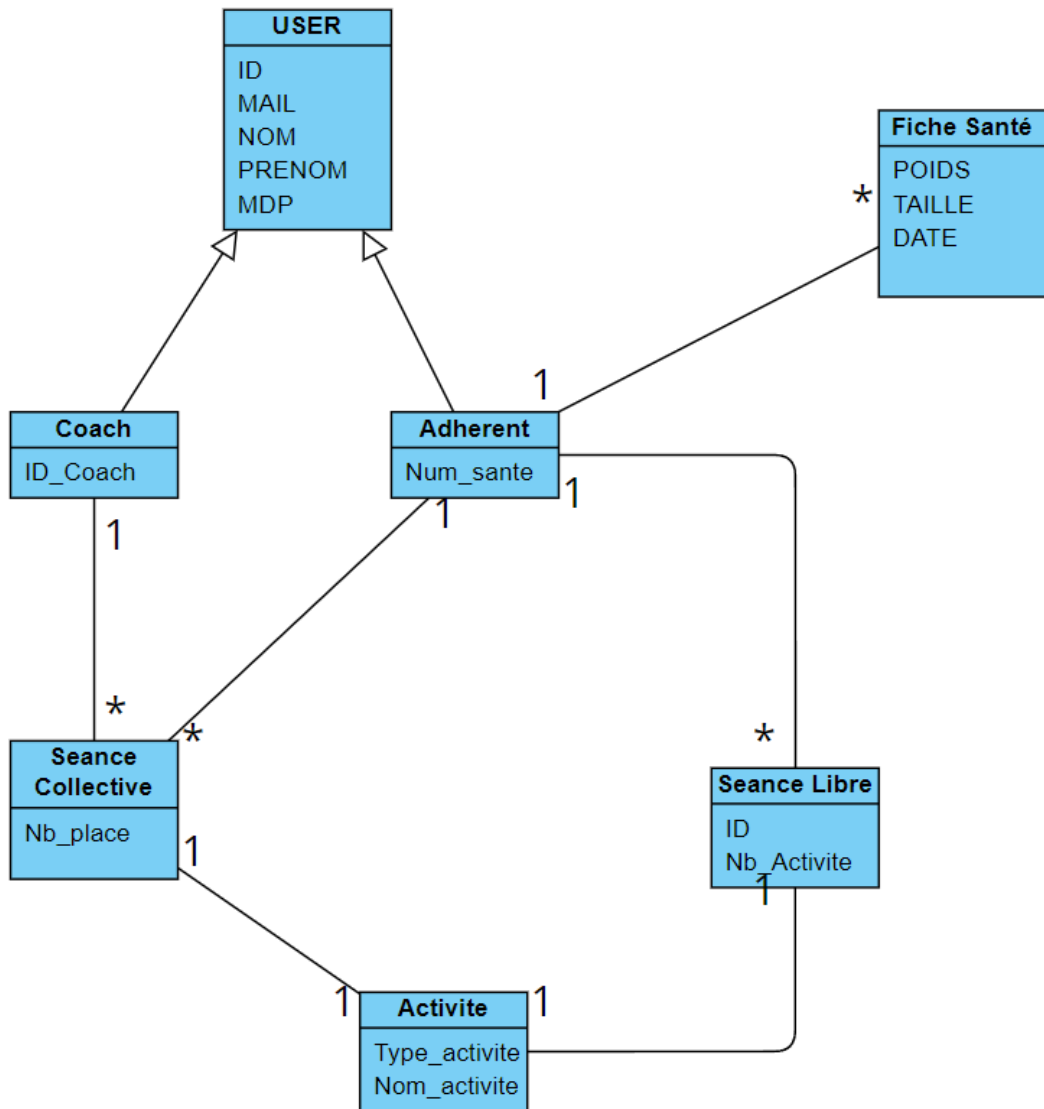 USER
ID
MAIL
NOM
PRENOM
MDP
Fiche Santé
POIDS
TAILLE
DATE
*
1
Coach
ID_Coach
Adherent
Num_sante
1
1
1
*
*
*
Seance
Collective
Nb_place
Seance Libre
ID
Nb_Activite
1
1
1
1
Activite
Type_activite
Nom_activite